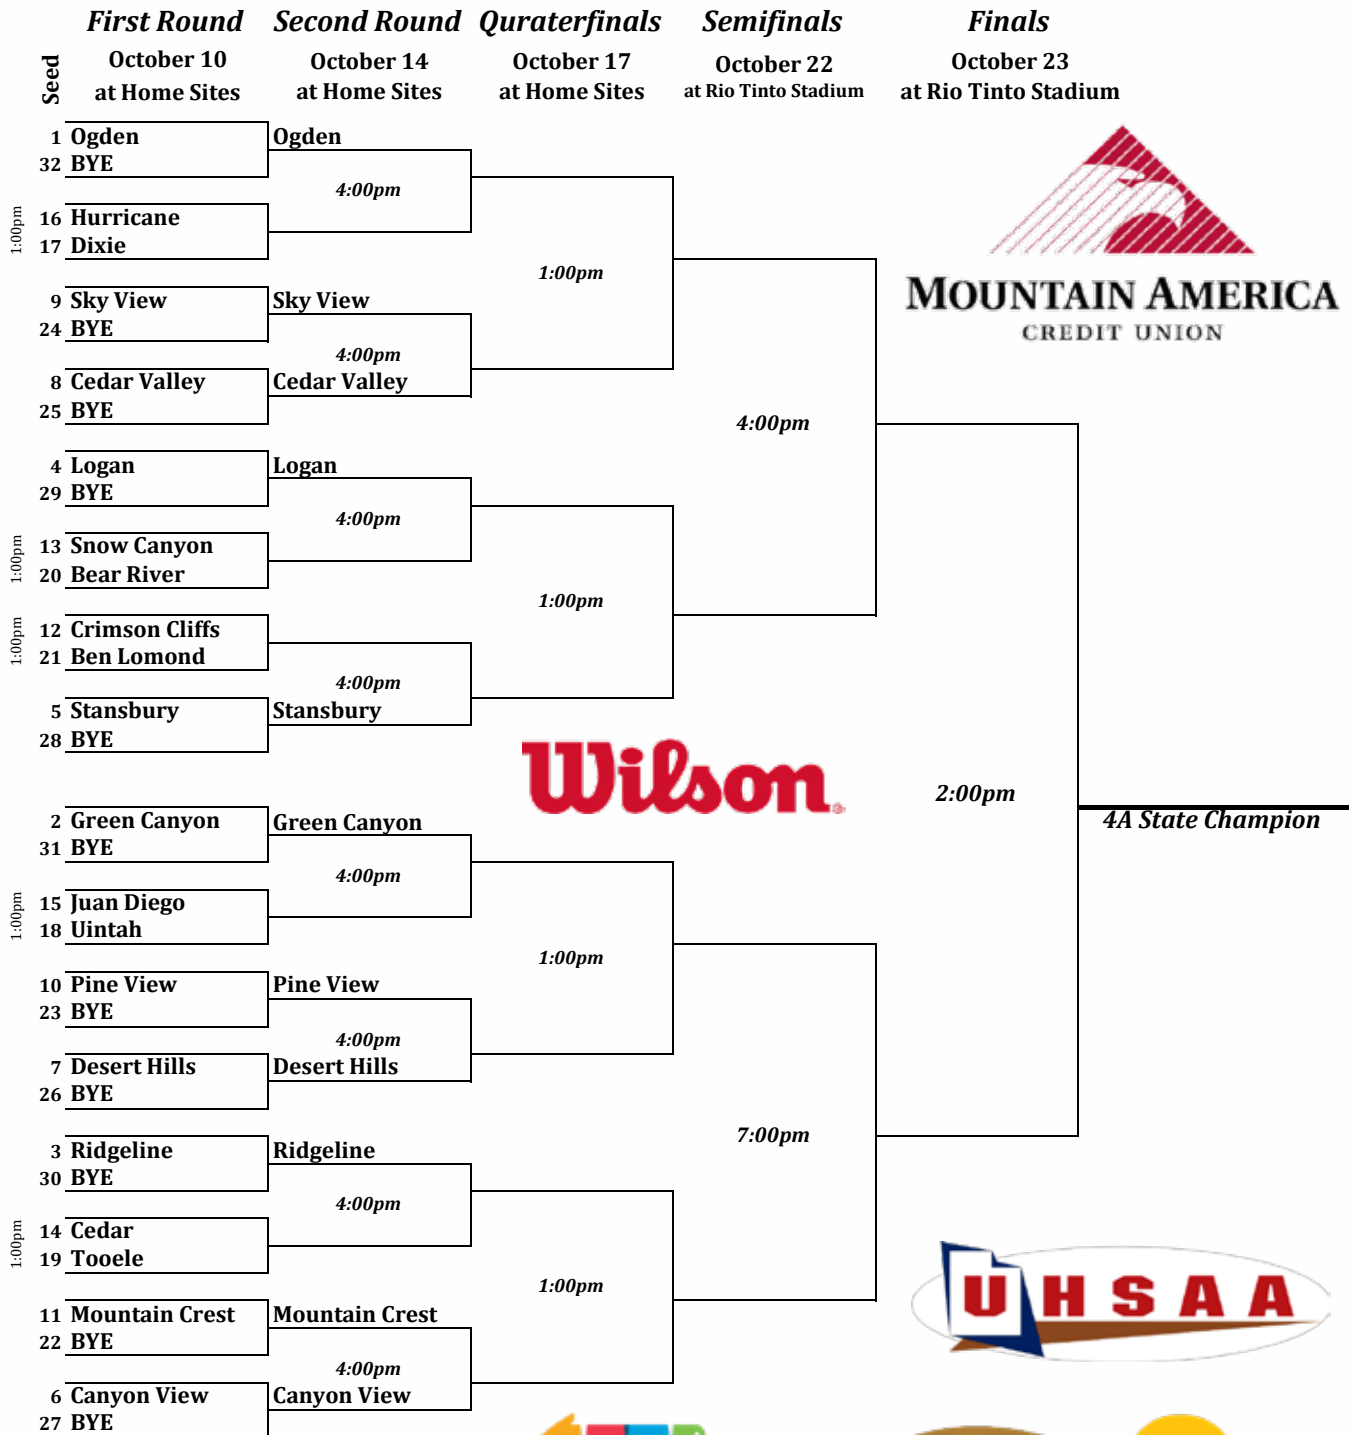 First Round Second Round Quraterfinals Semifinals Finals
Seed
October 10 October 14 October 17 October 22 October 23
at Home Sites at Home Sites at Home Sites at Rio Tinto Stadium at Rio Tinto Stadium
1 Ogden Ogden
32 BYE
4:00pm
1:00pm
16 Hurricane
17 Dixie
1:00pm
MOUNTAIN AMERICA
CREDIT UNION
9 Sky View Sky View
24 BYE
4:00pm
8 Cedar Valley Cedar Valley
25 BYE
4:00pm
4 Logan Logan
29 BYE
4:00pm
1:00pm
13 Snow Canyon
20 Bear River
1:00pm
1:00pm
12 Crimson Cliffs
21 Ben Lomond
4:00pm
5 Stansbury Stansbury
28 BYE
Wilson
2:00pm
4A State Champion
2 Green Canyon Green Canyon
31 BYE
4:00pm
1:00pm
15 Juan Diego
18 Uintah
1:00pm
10 Pine View Pine View
23 BYE
4:00pm
7 Desert Hills Desert Hills
26 BYE
7:00pm
3 Ridgeline Ridgeline
30 BYE
4:00pm
1:00pm
14 Cedar
19 Tooele
1:00pm
UHSAA
11 Mountain Crest Mountain Crest
22 BYE
4:00pm
6 Canyon View Canyon View
27 BYE